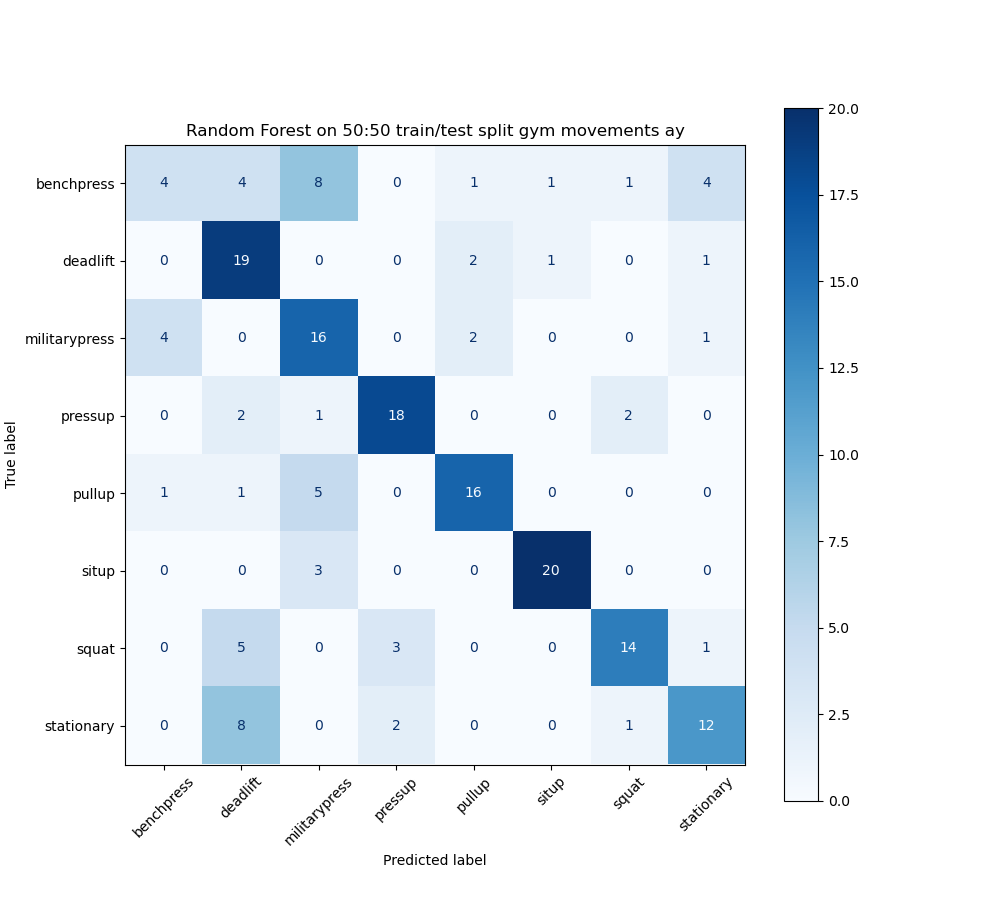 Random Forest on 50:50 train/test split gym movements ay
benchpress 4 4 8 0 1 1 1 4
deadlift 0 19 0 0 2 1 0 1
militarypress 4 0 16 0 2 0 0 1
pressup 0 2 1 18 0 0 2 0
pullup 1 1 5 0 16 0 0 0
situp 0 0 3 0 0 20 0 0
squat 0 5 0 3 0 0 14 1
stationary 0 8 0 2 0 0 1 12
True label
benchpress deadlift militarypress pressup pullup situp squat stationary
Predicted label
20.0
17.5
15.0
12.5
10.0
7.5
5.0
2.5
0.0